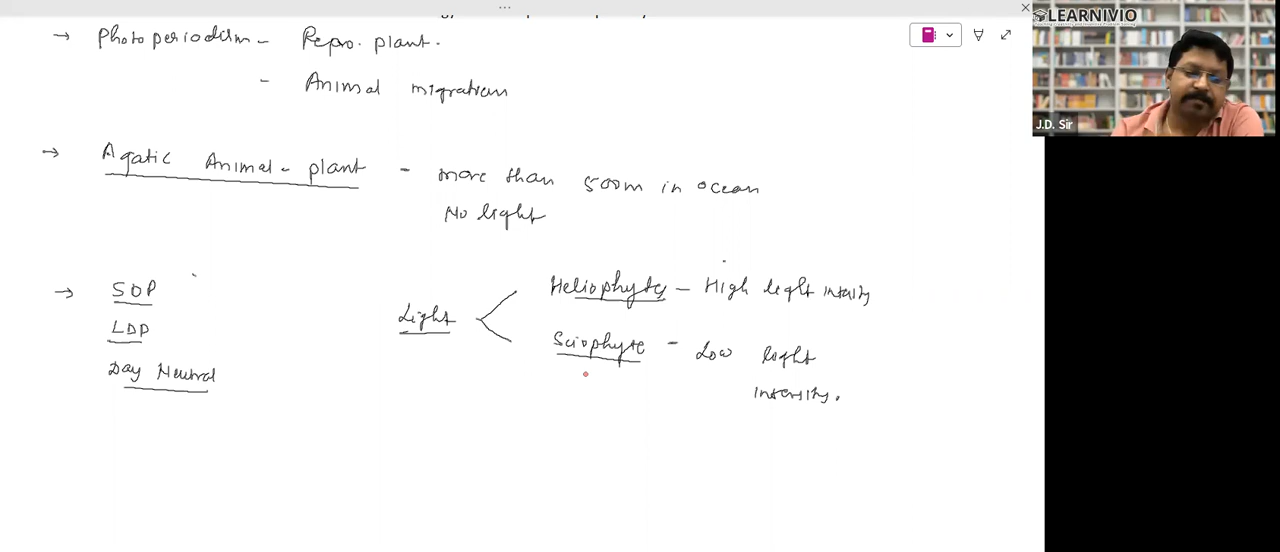 → Photoperiodism - Repro. plant.
- Animal migration
→ Agatic Animal - plant - more than 500m in ocean
No light
→ SDP
LDP
Day Neutral
Light
Heliophyte - High light intensity
Sciophyte - Low light
intensity.
LEARNIVIO
J.D. Sir